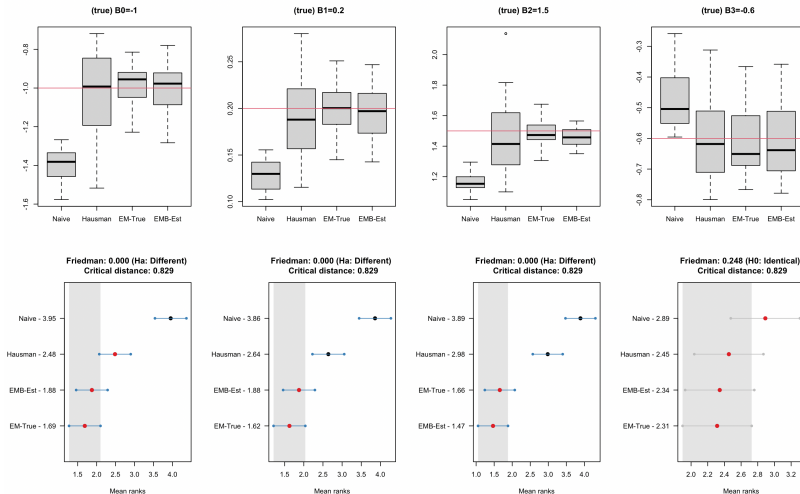 (true) B0=-1
-0.8
-1.0
-1.2
-1.4
-1.6
Naive Hausman EM-True EMB-Est
(true) B1=0.2
0.25
0.20
0.15
0.10
Naive Hausman EM-True EMB-Est
(true) B2=1.5
2.0
1.8
1.6
1.4
1.2
Naive Hausman EM-True EMB-Est
(true) B3=-0.6
-0.3
-0.4
-0.5
-0.6
-0.7
-0.8
Naive Hausman EM-True EMB-Est
Friedman: 0.000 (Ha: Different)
Critical distance: 0.829
Naive - 3.95
Hausman - 2.48
EMB-Est - 1.88
EM-True - 1.69
1.5 2.0 2.5 3.0 3.5 4.0
Mean ranks
Friedman: 0.000 (Ha: Different)
Critical distance: 0.829
Naive - 3.86
Hausman - 2.64
EMB-Est - 1.88
EM-True - 1.62
1.5 2.0 2.5 3.0 3.5 4.0
Mean ranks
Friedman: 0.000 (Ha: Different)
Critical distance: 0.829
Naive - 3.89
Hausman - 2.98
EM-True - 1.66
EMB-Est - 1.47
1.0 1.5 2.0 2.5 3.0 3.5 4.0
Mean ranks
Friedman: 0.248 (H0: Identical)
Critical distance: 0.829
Naive - 2.89
Hausman - 2.45
EMB-Est - 2.34
EM-True - 2.31
2.0 2.2 2.4 2.6 2.8 3.0 3.2
Mean ranks